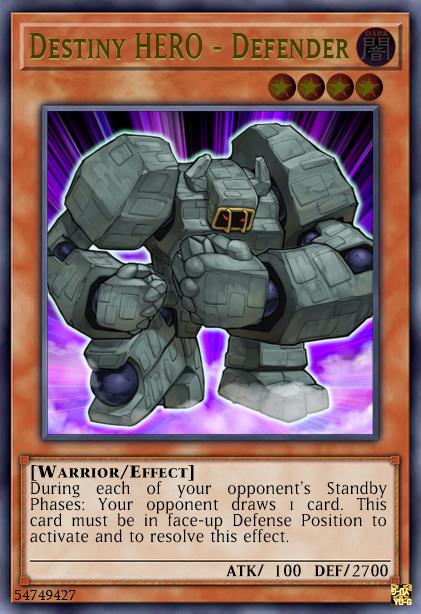 DESTINY HERO - DEFENDER
DARK
闇
[WARRIOR/EFFECT]
During each of your opponent's Standby
Phases: Your opponent draws 1 card. This
card must be in face-up Defense Position to
activate and to resolve this effect.
ATK/ 100 DEF/2700
54749427